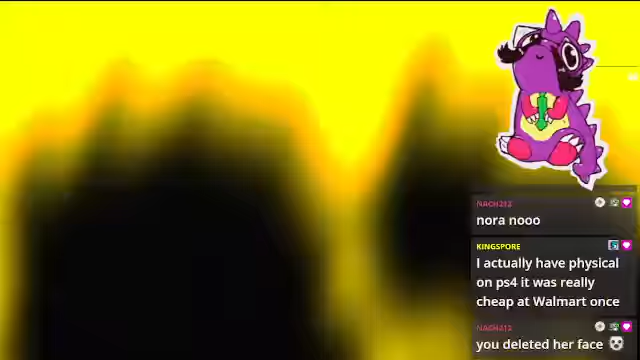 NACH212
nora nooo
KINGSPORE
I actually have physical
on ps4 it was really
cheap at Walmart once
NACH212
you deleted her face 💀